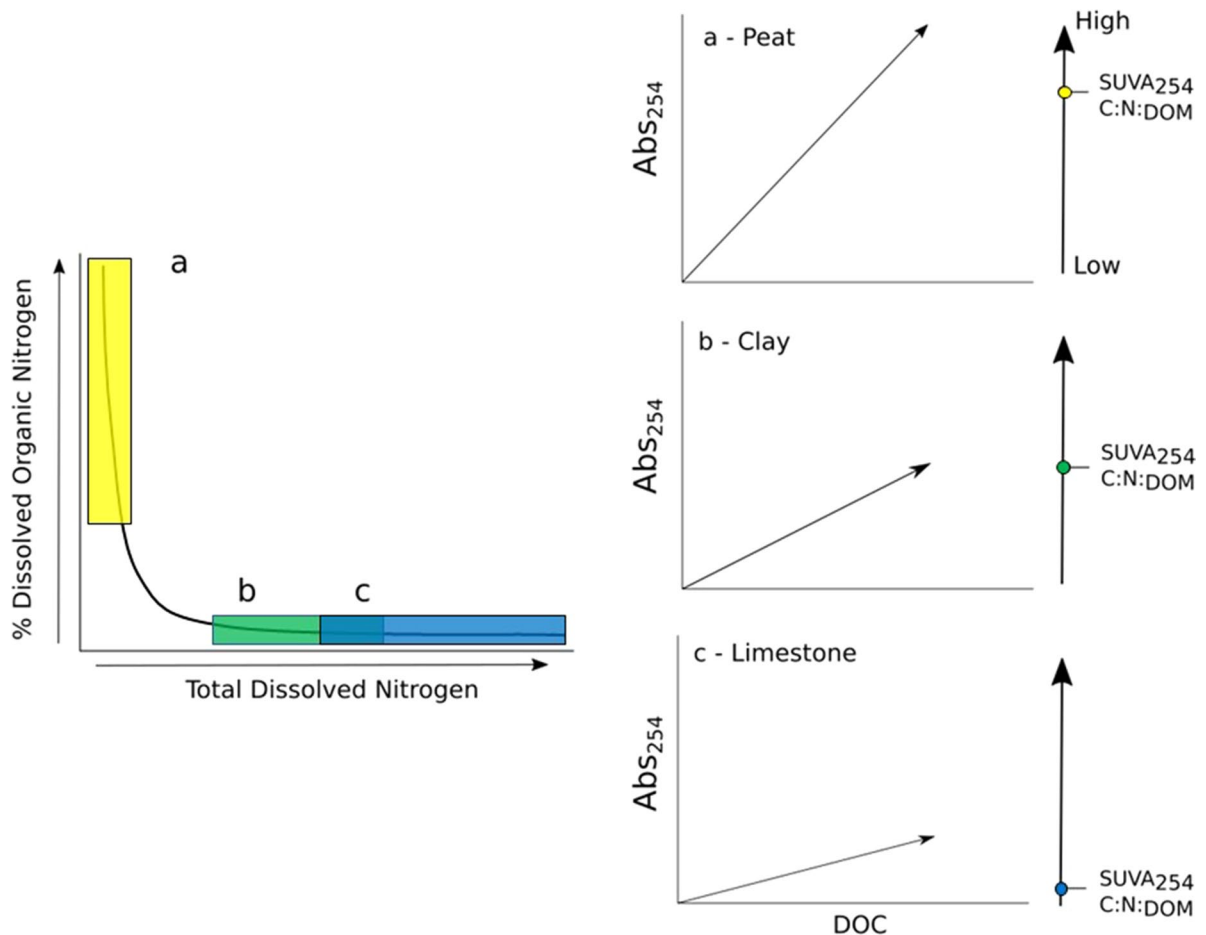 a
% Dissolved Organic Nitrogen
b c
Total Dissolved Nitrogen
a - Peat
Abs254
High
SUVA254
C:N:DOM
Low
b - Clay
Abs254
SUVA254
C:N:DOM
c - Limestone
Abs254
SUVA254
C:N:DOM
DOC